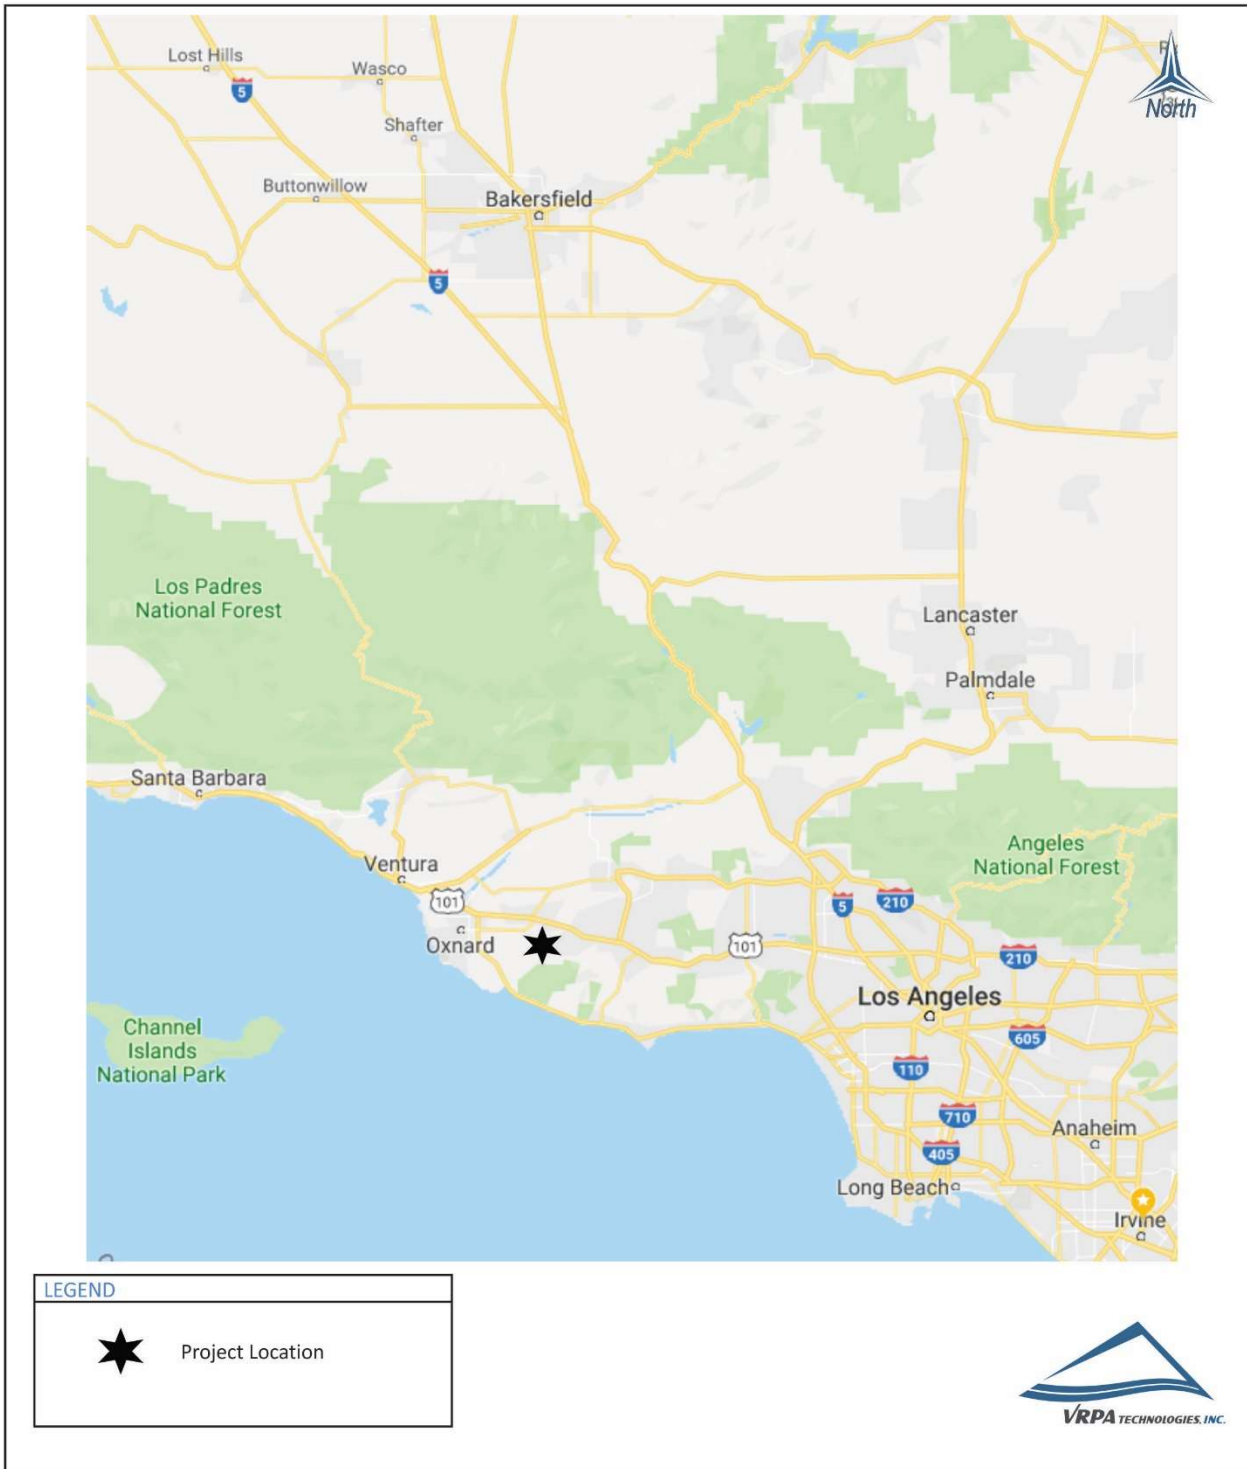 Lost Hills
Wasco
5
North
Shafter
Buttonwillow
Bakersfield
5
Los Padres
National Forest
Lancaster
Palmdale
Santa Barbara
Angeles
National Forest
Ventura
101
5
210
Oxnard
101
210
Los Angeles
Channel
Islands
National Park
605
110
710
Anaheim
405
Long Beach
Irvine
LEGEND
Project Location
VRPA TECHNOLOGIES, INC.